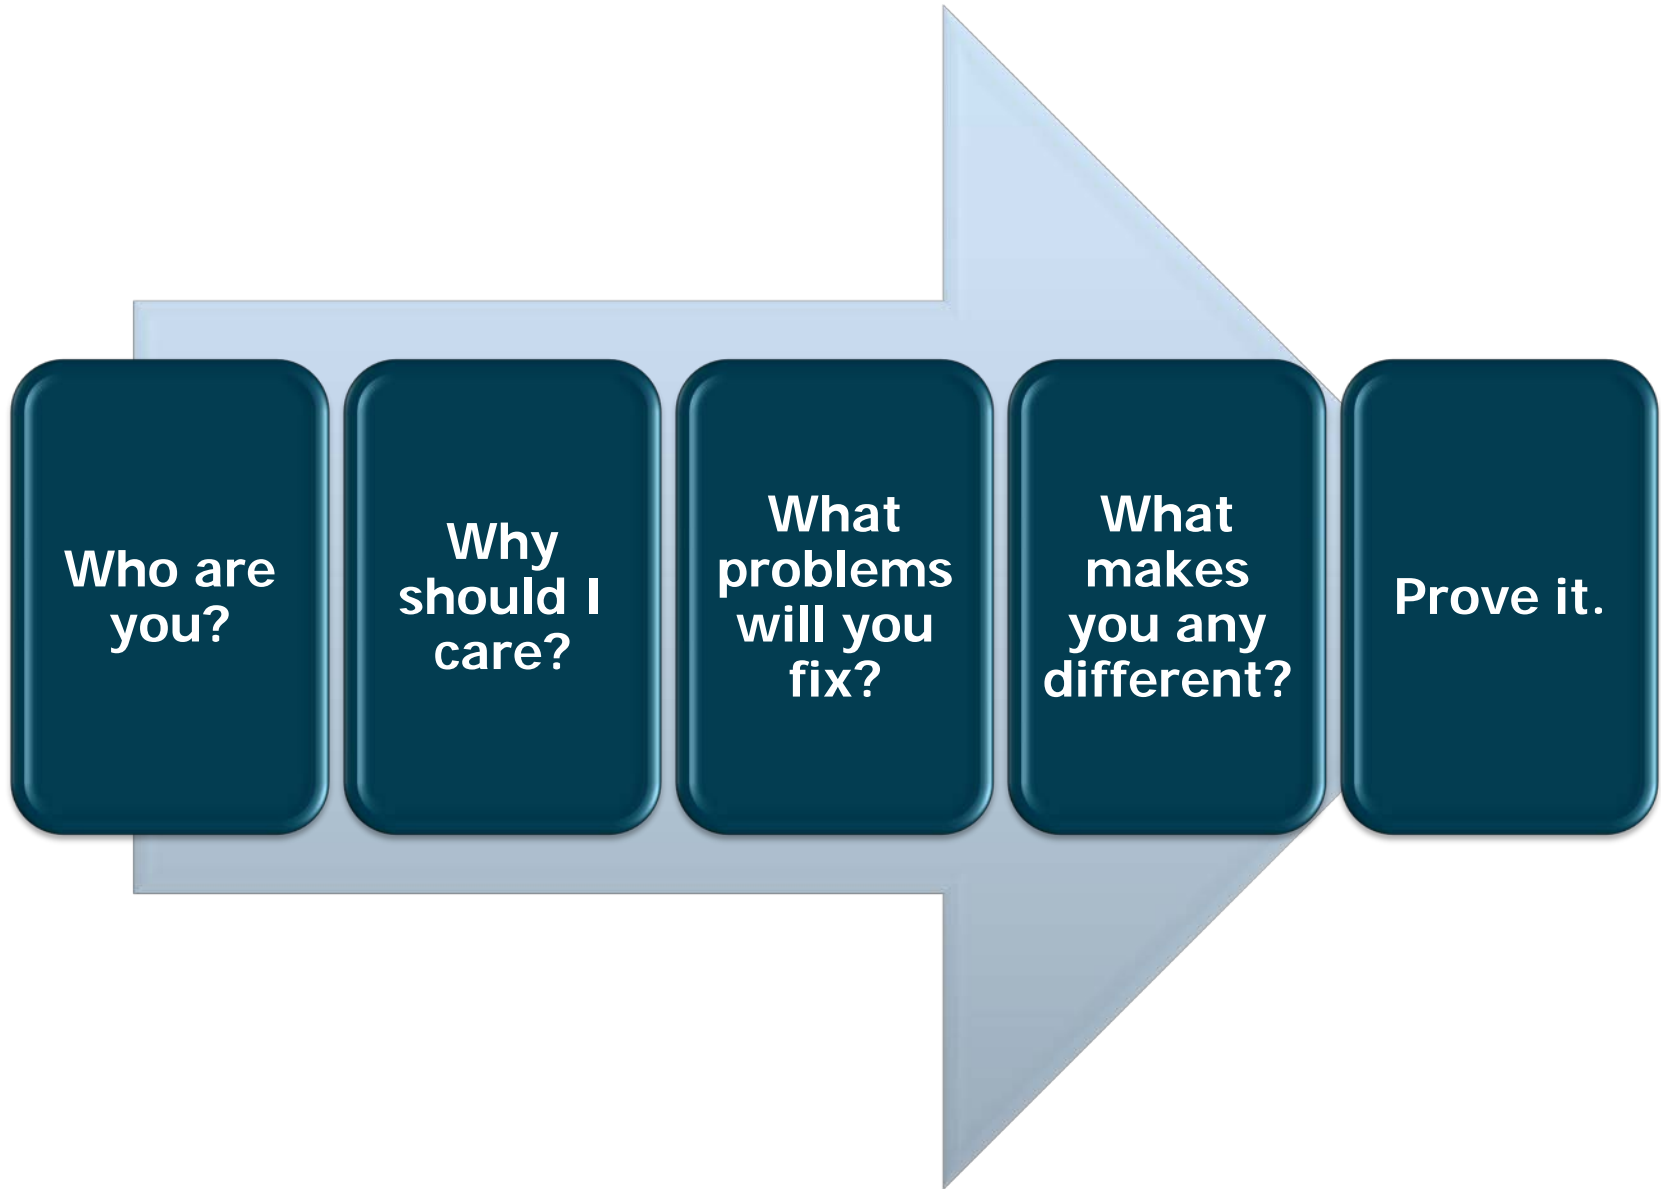 Who are
you?
Why
should I
care?
What
problems
will you
fix?
What
makes
you any
different?
Prove it.